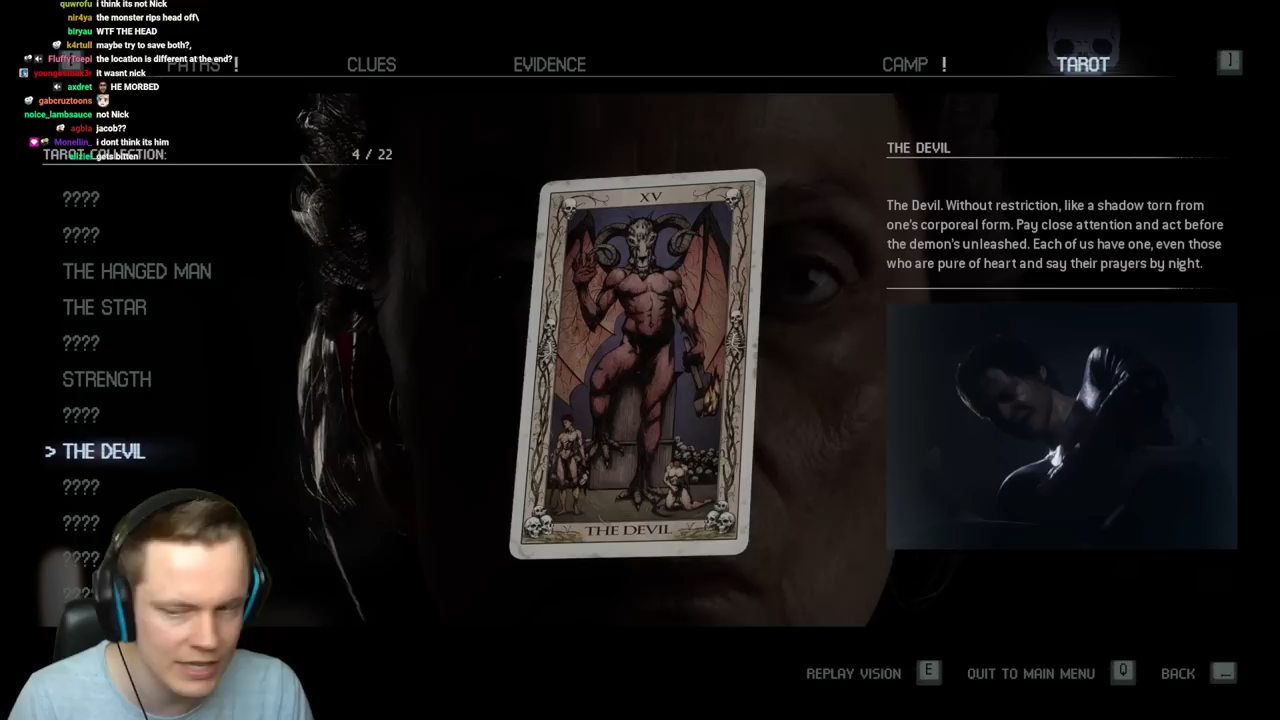 quwrofu i think its not Nick
nir4ya the monster rips head off\
biryau WTF THE HEAD
k4rtull maybe try to save both?,
FluffyToepi the location is different at the end?
it wasnt nick
axdret HE MORBED
gabcruztoons
noice_lambsauce not Nick
agbla jacob??
Monellin_ i dont think its him
gets bitten
PATHS !
CLUES
EVIDENCE
CAMP !
TAROT
]
TAROT COLLECTION:
4 / 22
????
????
THE HANGED MAN
THE STAR
????
STRENGTH
????
> THE DEVIL
????
????
????
????
XV
THE DEVIL
THE DEVIL
The Devil. Without restriction, like a shadow torn from
one's corporeal form. Pay close attention and act before
the demon's unleashed. Each of us have one, even those
who are pure of heart and say their prayers by night.
REPLAY VISION E
QUIT TO MAIN MENU Q
BACK